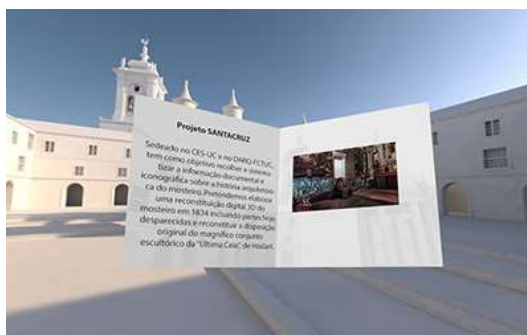 Projeto SANTACRUZ
Sedeado no CES-UC e no DARQ-FCTUC,
tem como objetivo recolher e sistema-
tizar a informação documental e
iconográfica sobre a história arquitetóni-
ca do mosteiro. Pretendemos elaborar
uma reconstituição digital 3D do
mosteiro em 1834 incluindo partes hoje
desparecidas e reconstituir a disposição
original do magnífico conjunto
escultórico da "Última Ceia", de Hodart.